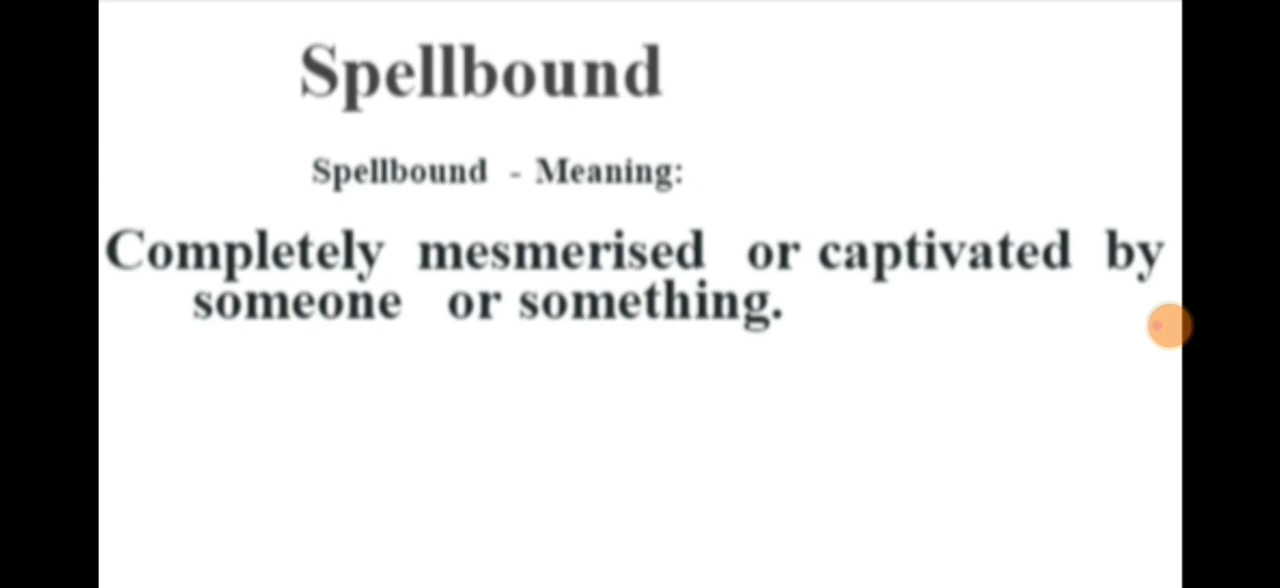 Spellbound
Spellbound - Meaning:
Completely mesmerised or captivated by
someone or something.